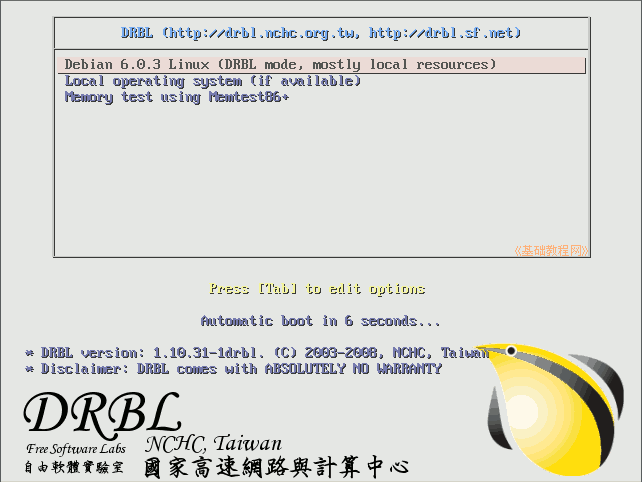 DRBL (http://drbl.nchc.org.tw, http://drbl.sf.net)
Debian 6.0.3 Linux (DRBL mode, mostly local resources)
Local operating system (if available)
Memory test using Memtest86+
《基础教程网》
Press [Tab] to edit options
Automatic boot in 6 seconds...
* DRBL version: 1.10.31-1drbl. (C) 2003-2008, NCHC, Taiwan
* Disclaimer: DRBL comes with ABSOLUTELY NO WARRANTY
DRBL
Free Software Labs NCHC, Taiwan
自由軟體實驗室 國家高速網路與計算中心